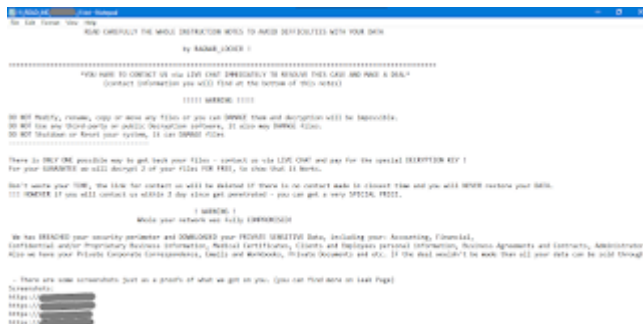 File Edit Format View Help
READ CAREFULLY THE WHOLE INSTRUCTION NOTES TO AVOID DIFFICULTIES WITH YOUR DATA
by RADAR_LOCKER !
*YOU HAVE TO CONTACT US via LIVE CHAT IMMEDIATELY TO RESOLVE THIS CASE AND MAKE A DEAL*
(contact information you will find at the bottom of this notes)
!!!!! WARNING !!!!!
DO NOT Modify, rename, copy or move any files or you can DAMAGE them and decryption will be impossible.
DO NOT Use any third-party or public Decryption software, it also may DAMAGE files.
DO NOT Shutdown or Reset your system, it can DAMAGE files
There is ONLY ONE possible way to get back your files - contact us via LIVE CHAT and pay for the special DECRYPTION KEY !
For your GUARANTEE we will decrypt 2 of your files FOR FREE, to show that it works.
Don't waste your TIME, the link for contact us will be deleted if there is no contact made in closest time and you will NEVER restore your DATA.
!!! HOWEVER if you will contact us within 2 day since get penetrated - you can get a very SPECIAL PRICE.
! WARNING !
Whole your network was fully COMPROMISED!
We has BREACHED your security perimeter and DOWNLOADED your PRIVATE SENSITIVE Data, including your: Accounting, Financial,
Confidential and/or Proprietary Business information, Medical Certificates, Clients and Employees personal information, Business Agreements and Contracts, Administrator
Also we have your Private Corporate Correspondence, Emails and Workbooks, Private Documents and etc. If the deal wouldn't be made than all your data can be sold through
- There are some screenshots just as a proofs of what we got on you. (you can find more on Leak Page)
Screenshots:
https://
https://
https://
https://